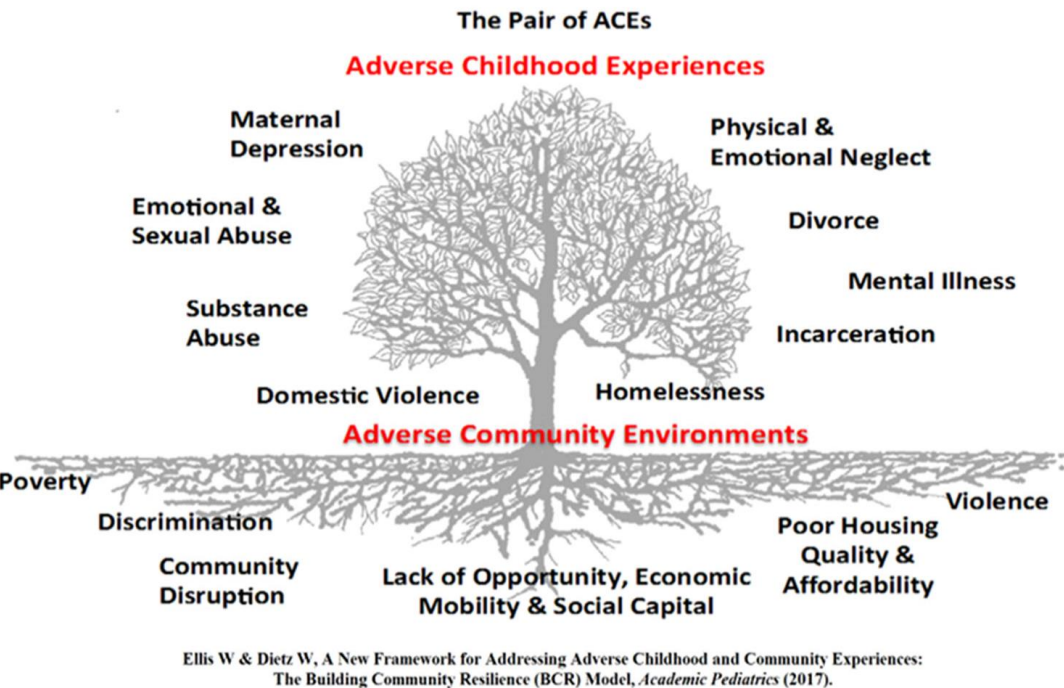 The Pair of ACEs
Adverse Childhood Experiences
Maternal
Depression
Physical &
Emotional Neglect
Emotional &
Sexual Abuse
Divorce
Mental Illness
Substance
Abuse
Incarceration
Domestic Violence
Homelessness
Adverse Community Environments
Poverty
Violence
Discrimination
Poor Housing
Quality &
Affordability
Community
Disruption
Lack of Opportunity, Economic
Mobility & Social Capital
Ellis W & Dietz W, A New Framework for Addressing Adverse Childhood and Community Experiences:
The Building Community Resilience (BCR) Model, Academic Pediatrics (2017).